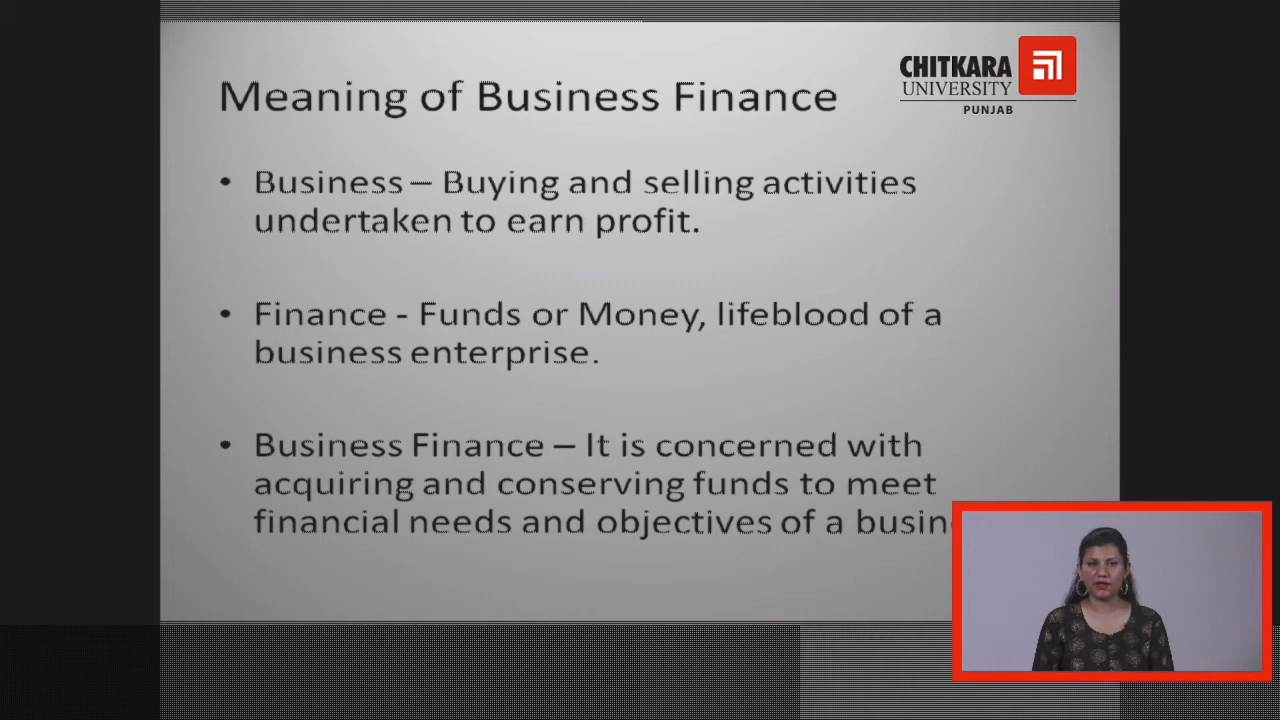 CHITKARA
UNIVERSITY
PUNJAB
Meaning of Business Finance
• Business – Buying and selling activities
undertaken to earn profit.
• Finance - Funds or Money, lifeblood of a
business enterprise.
• Business Finance – It is concerned with
acquiring and conserving funds to meet
financial needs and objectives of a busin